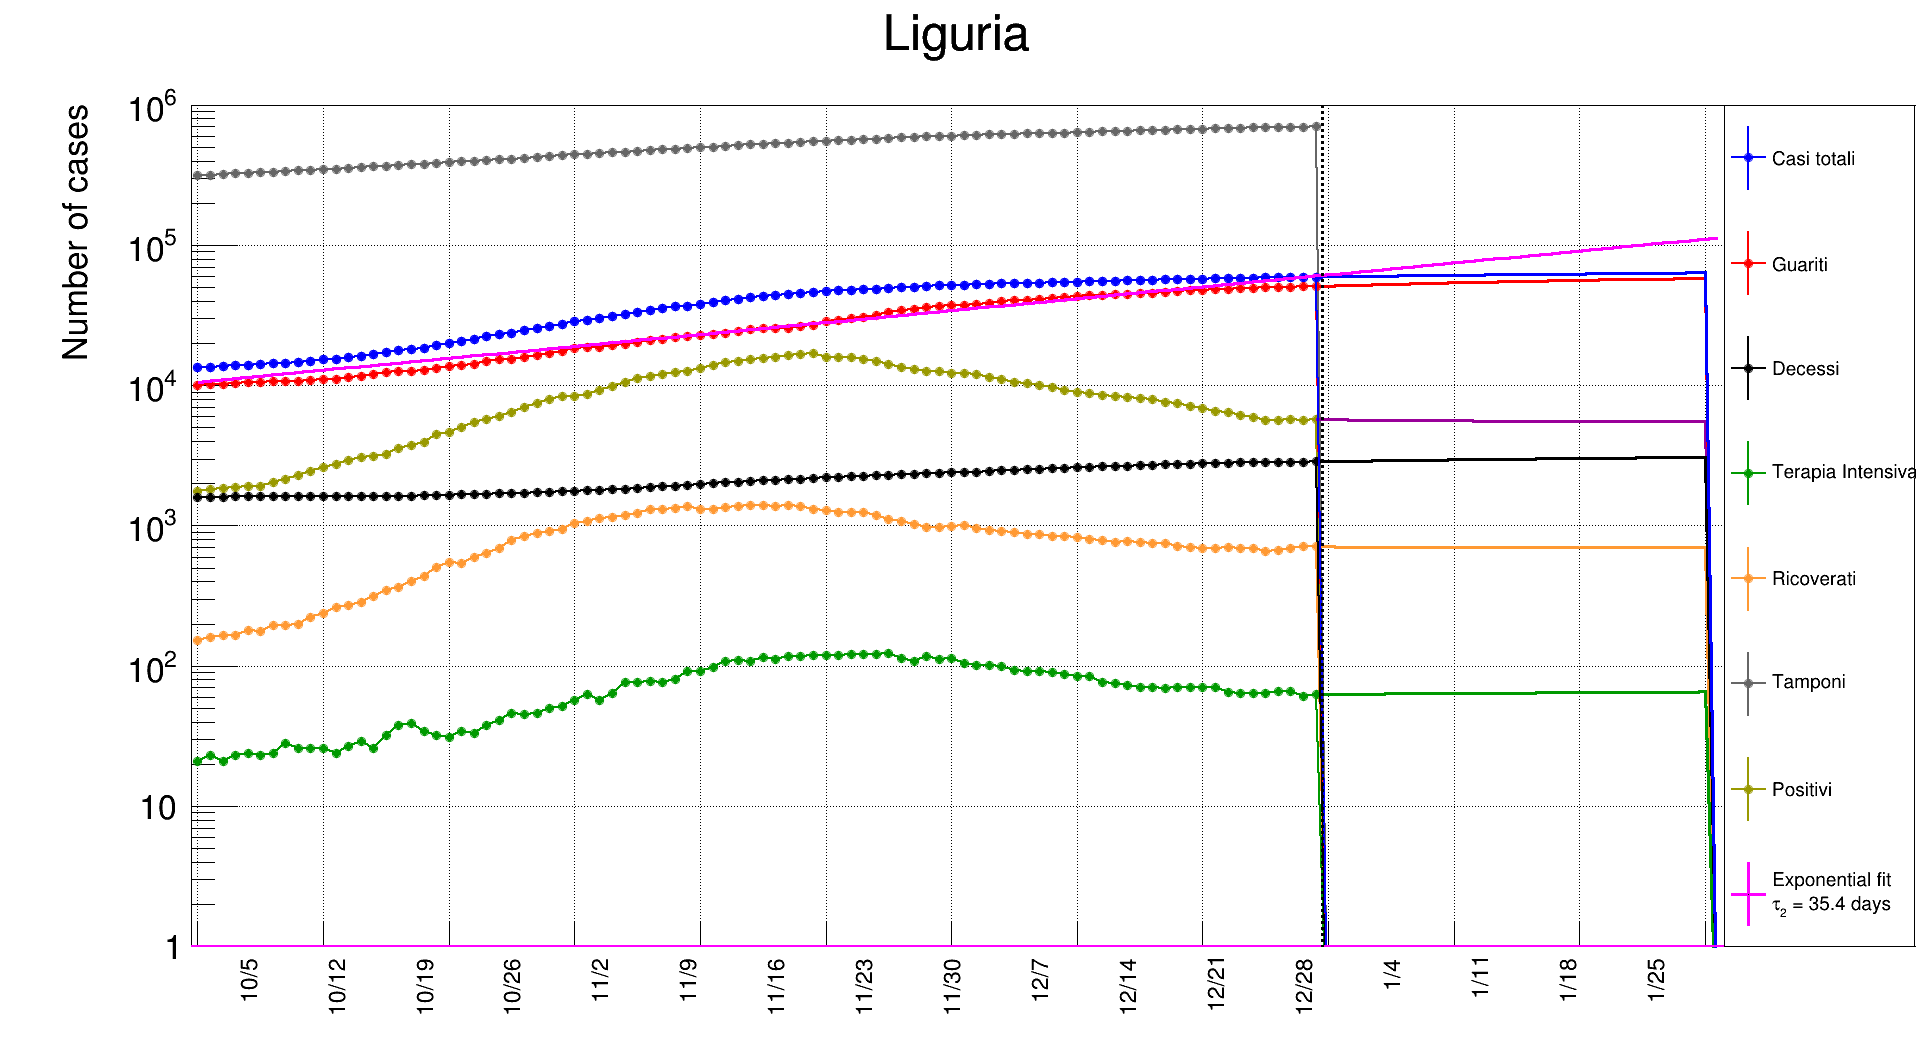 Liguria
Number of cases
10^6
10^5
10^4
10^3
10^2
10
1
10/5
10/12
10/19
10/26
11/2
11/9
11/16
11/23
11/30
12/7
12/14
12/21
12/28
1/4
1/11
1/18
1/25
Casi totali
Guariti
Decessi
Terapia Intensiva
Ricoverati
Tamponi
Positivi
Exponential fit
τ₂ = 35.4 days